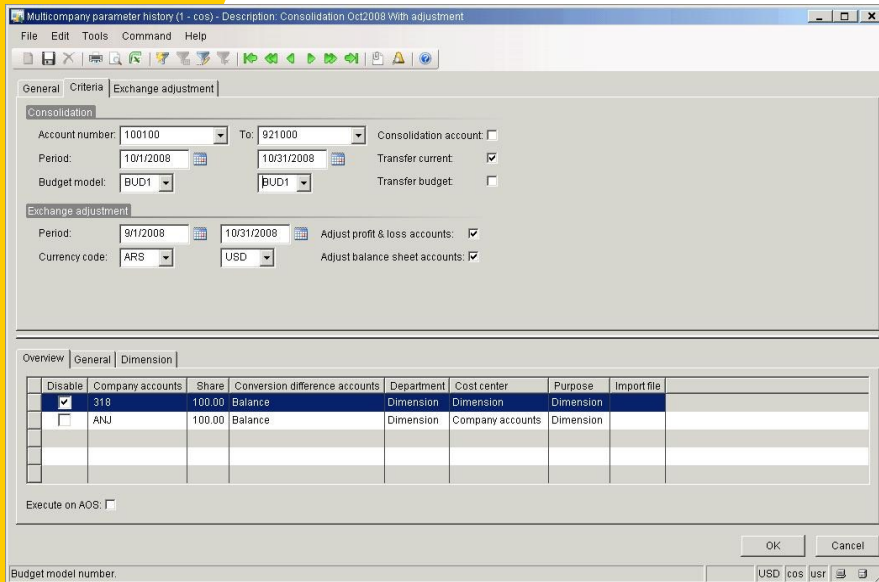 Multicompany parameter history (1 - cos) - Description: Consolidation Oct2008 With adjustment
File Edit Tools Command Help
General Criteria Exchange adjustment
Consolidation
Account number: 100100 To: 921000 Consolidation account:
Period: 10/1/2008 10/31/2008 Transfer current:
Budget model: BUD1 BUD1 Transfer budget:
Exchange adjustment
Period: 9/1/2008 10/31/2008 Adjust profit & loss accounts:
Currency code: ARS USD Adjust balance sheet accounts:
Overview General Dimension
Disable Company accounts Share Conversion difference accounts Department Cost center Purpose Import file
318 100.00 Balance Dimension Dimension Dimension
ANJ 100.00 Balance Dimension Company accounts Dimension
Execute on AOS:
OK Cancel
Budget model number. USD cos usr